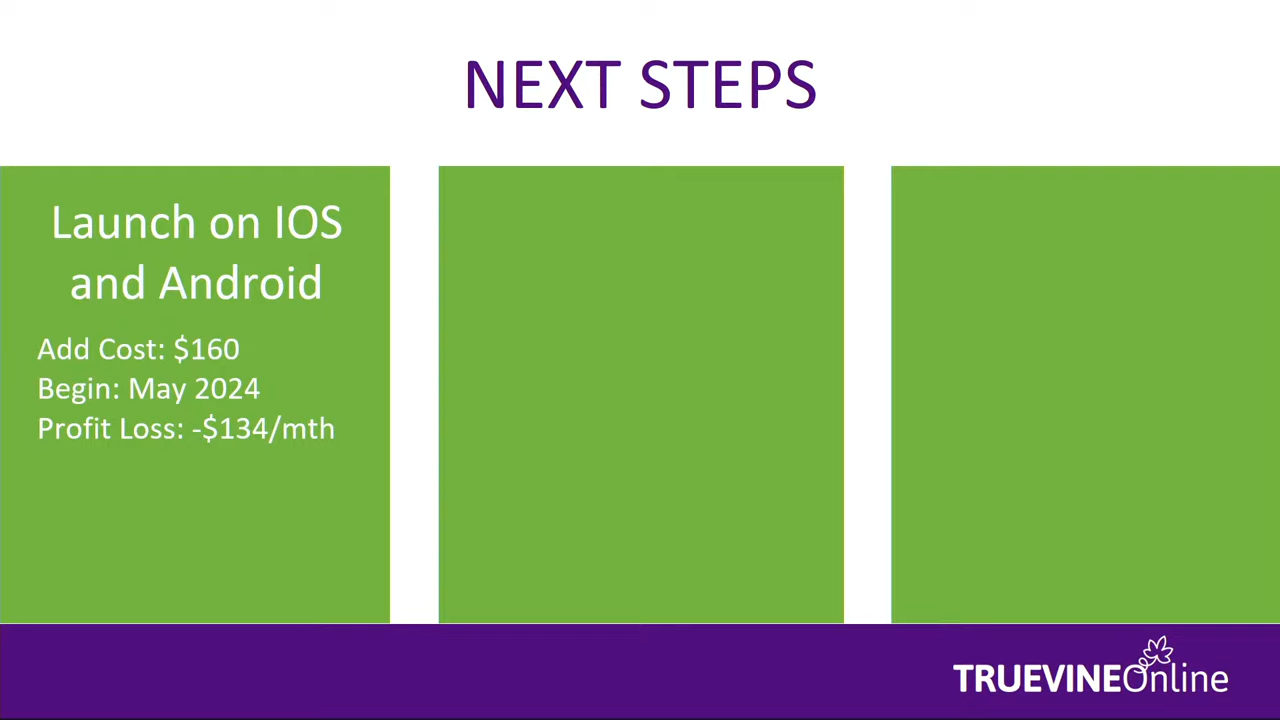 NEXT STEPS
Launch on IOS
and Android
Add Cost: $160
Begin: May 2024
Profit Loss: -$134/mth
TRUEVINEOnline